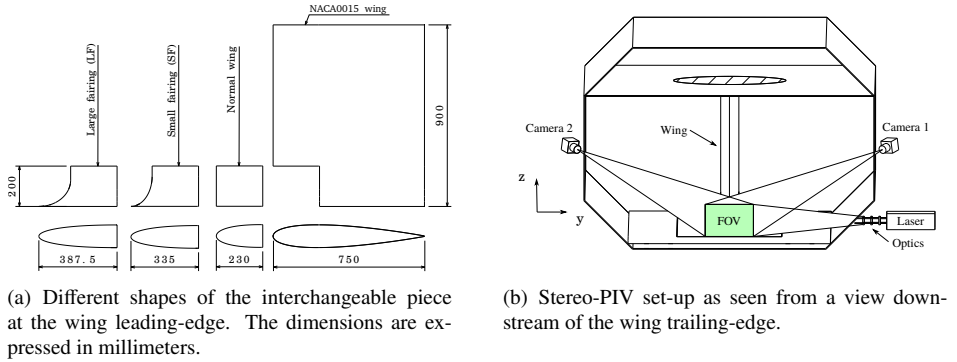 NACA0015 wing
Large fairing (LF)
Small fairing (SF)
Normal wing
900
200
387.5
335
230
750
Camera 2
Camera 1
Wing
z
y
FOV
Laser
Optics
(a) Different shapes of the interchangeable piece
at the wing leading-edge. The dimensions are ex-
pressed in millimeters.
(b) Stereo-PIV set-up as seen from a view down-
stream of the wing trailing-edge.